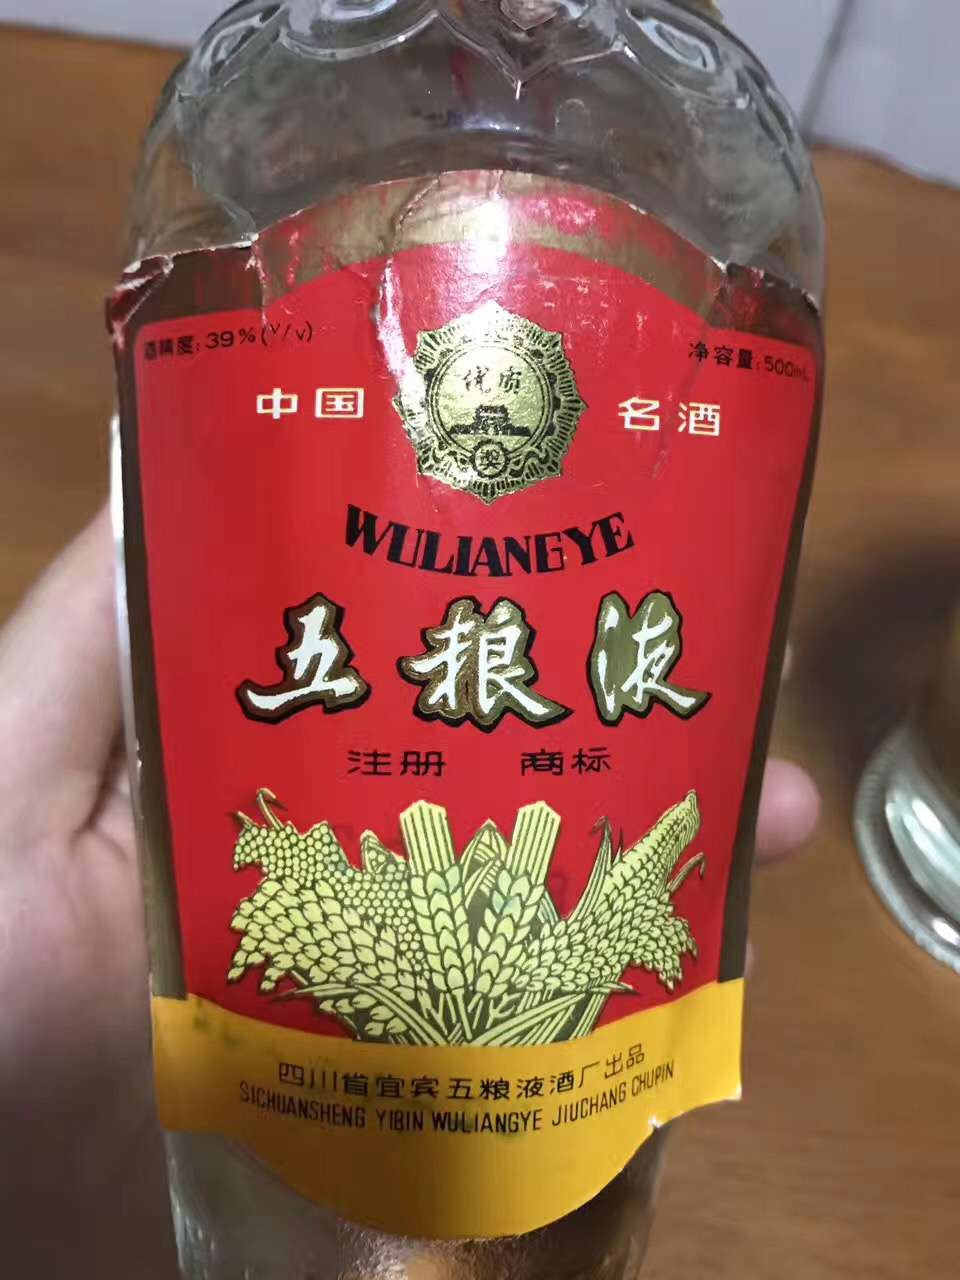 酒精度:39%(V/v)
净容量:500mL
优质
奖
中国
名酒
WULIANGYE
五粮液
注册 商标
四川省宜宾五粮液酒厂出品
SICHUANSHENG YIBIN WULIANGYE JIUCHANG CHUPIN